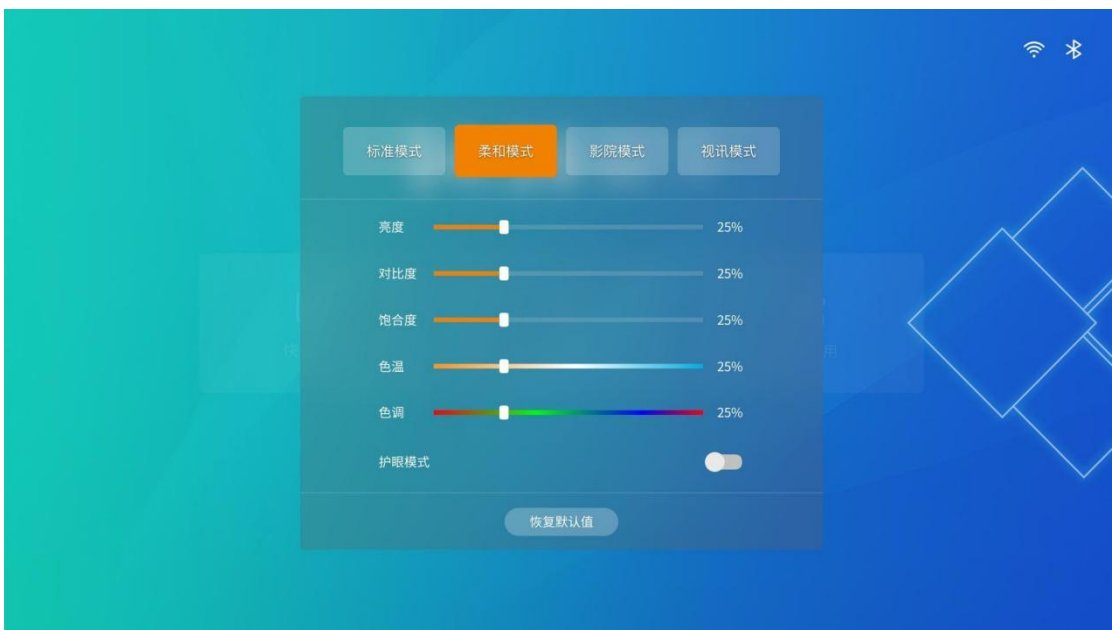 标准模式 柔和模式 影院模式 视讯模式
亮度 25%
对比度 25%
饱合度 25%
色温 25%
色调 25%
护眼模式
恢复默认值